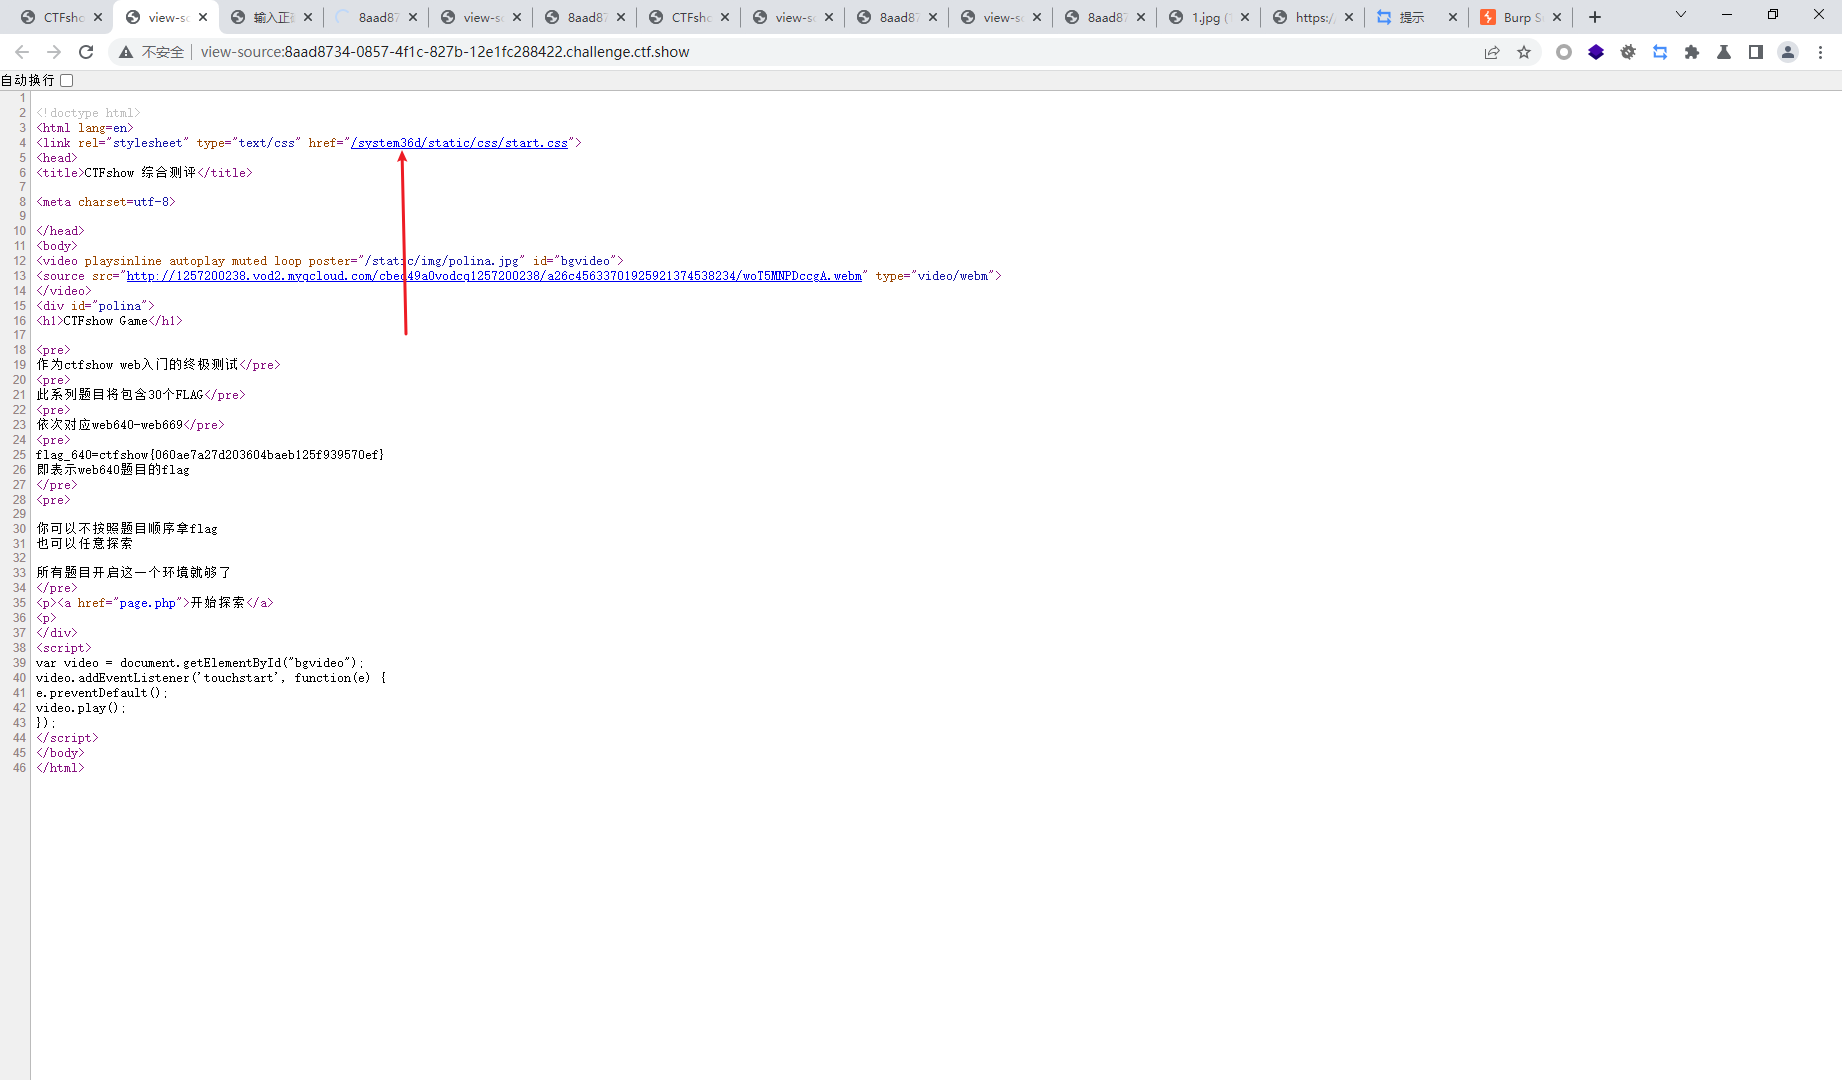 CTFsho
view-so
输入正
8aad87
view-so
8aad87
CTFsho
view-so
8aad87
view-so
8aad87
1.jpg (1
https:/
提示
Burp S
不安全 view-source:8aad8734-0857-4f1c-827b-12e1fc288422.challenge.ctf.show
自动换行
1
2 <!doctype html>
3 <html lang=en>
4 <link rel="stylesheet" type="text/css" href="/system36d/static/css/start.css">
5 <head>
6 <title>CTFshow 综合测评</title>
7
8 <meta charset=utf-8>
9
10 </head>
11 <body>
12 <video playsinline autoplay muted loop poster="/static/img/polina.jpg" id="bgvideo">
13 <source src="http://1257200238.vod2.myqcloud.com/cbec49a0vodcq1257200238/a26c45633701925921374538234/woT5MNPDccgA.webm" type="video/webm">
14 </video>
15 <div id="polina">
16 <h1>CTFshow Game</h1>
17
18 <pre>
19 作为ctfshow web入门的终极测试</pre>
20 <pre>
21 此系列题目将包含30个FLAG</pre>
22 <pre>
23 依次对应web640-web669</pre>
24 <pre>
25 flag_640=ctfshow{060ae7a27d203604baeb125f939570ef}
26 即表示web640题目的flag
27 </pre>
28 <pre>
29
30 你可以不按照题目顺序拿flag
31 也可以任意探索
32
33 所有题目开启这一个环境就够了
34 </pre>
35 <p><a href="page.php">开始探索</a>
36 <p>
37 </div>
38 <script>
39 var video = document.getElementById("bgvideo");
40 video.addEventListener('touchstart', function(e) {
41 e.preventDefault();
42 video.play();
43 });
44 </script>
45 </body>
46 </html>